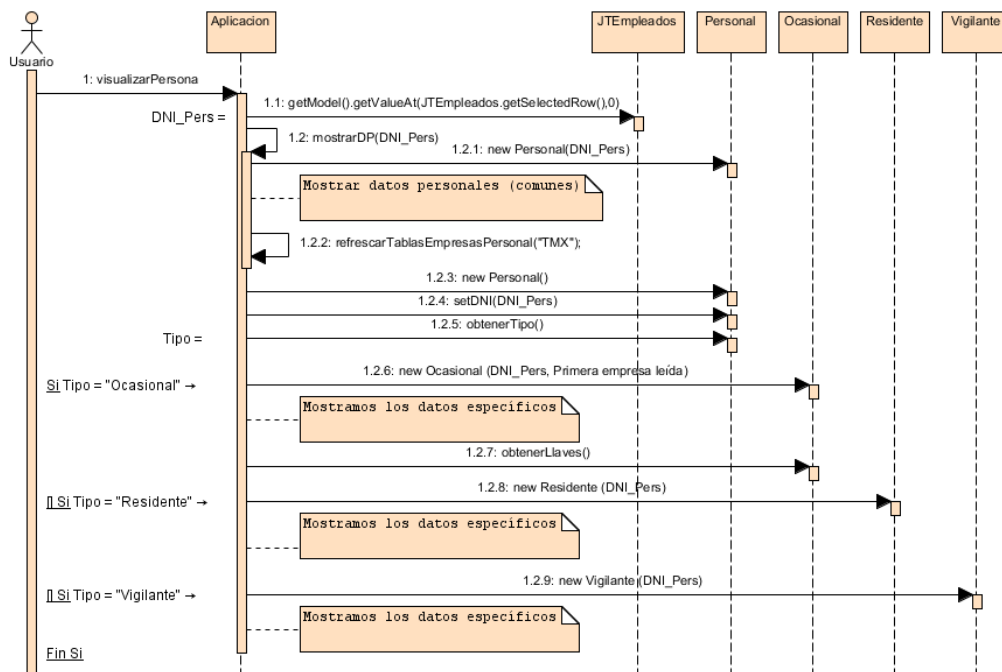 Aplicacion
JTEmpleados
Personal
Ocasional
Residente
Vigilante
Usuario
1: visualizarPersona
1.1: getModel().getValueAt(JTEmpleados.getSelectedRow(),0)
DNI_Pers =
1.2: mostrarDP(DNI_Pers)
1.2.1: new Personal(DNI_Pers)
Mostrar datos personales (comunes)
1.2.2: refrescarTablasEmpresasPersonal("TMX");
1.2.3: new Personal()
1.2.4: setDNI(DNI_Pers)
1.2.5: obtenerTipo()
Tipo =
1.2.6: new Ocasional (DNI_Pers, Primera empresa leída)
Si Tipo = "Ocasional" →
Mostramos los datos específicos
1.2.7: obtenerLlaves()
1.2.8: new Residente (DNI_Pers)
[] Si Tipo = "Residente" →
Mostramos los datos específicos
1.2.9: new Vigilante (DNI_Pers)
[] Si Tipo = "Vigilante" →
Mostramos los datos específicos
Fin Si